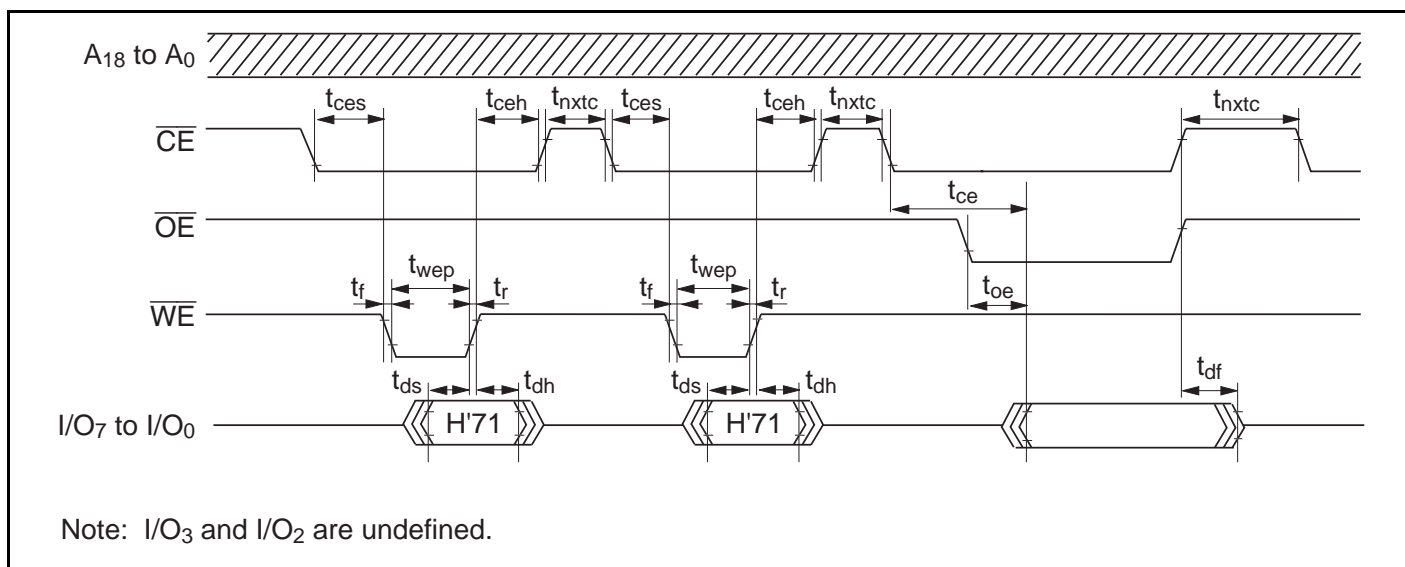 A18 to A0
tces tceh tnxtc tces tceh tnxtc tnxtc
CE
tce
OE
twep twep
tf tr tf tr toe
WE
tds tdh tds tdh tdf
I/O7 to I/O0 H'71 H'71
Note: I/O3 and I/O2 are undefined.